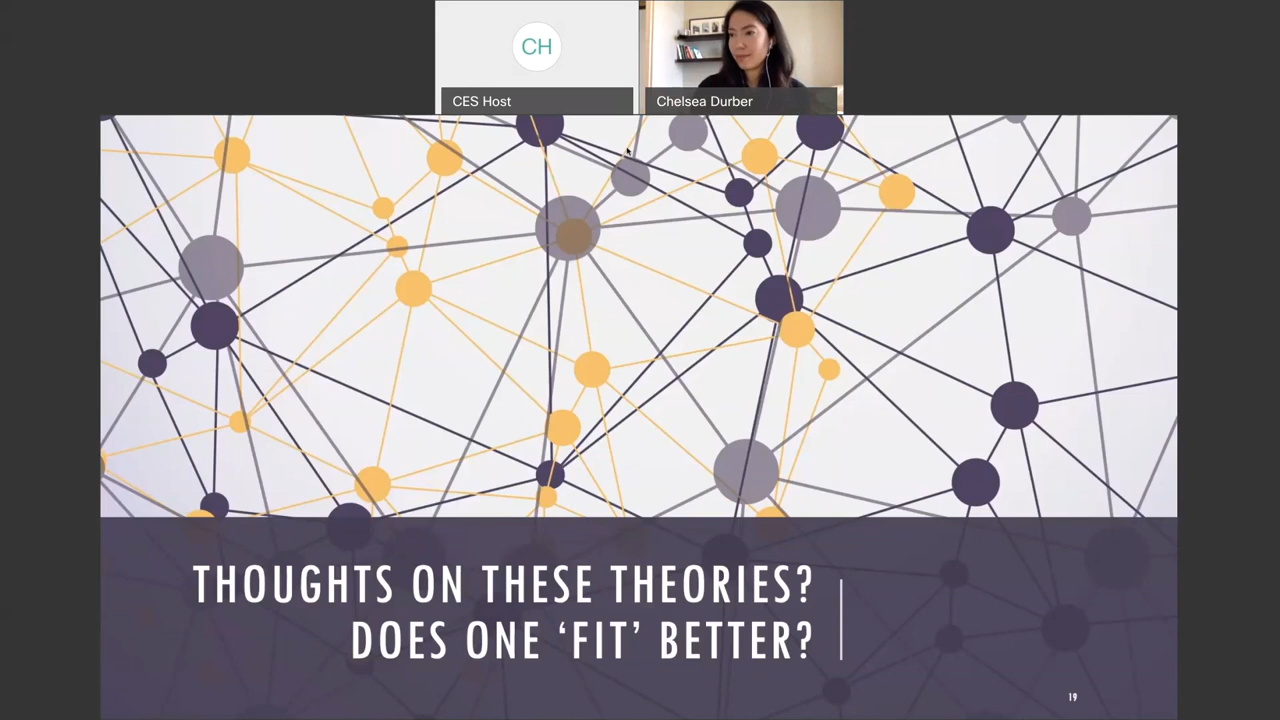 CH
CES Host
Chelsea Durber
THOUGHTS ON THESE THEORIES?
DOES ONE ‘FIT’ BETTER?
19